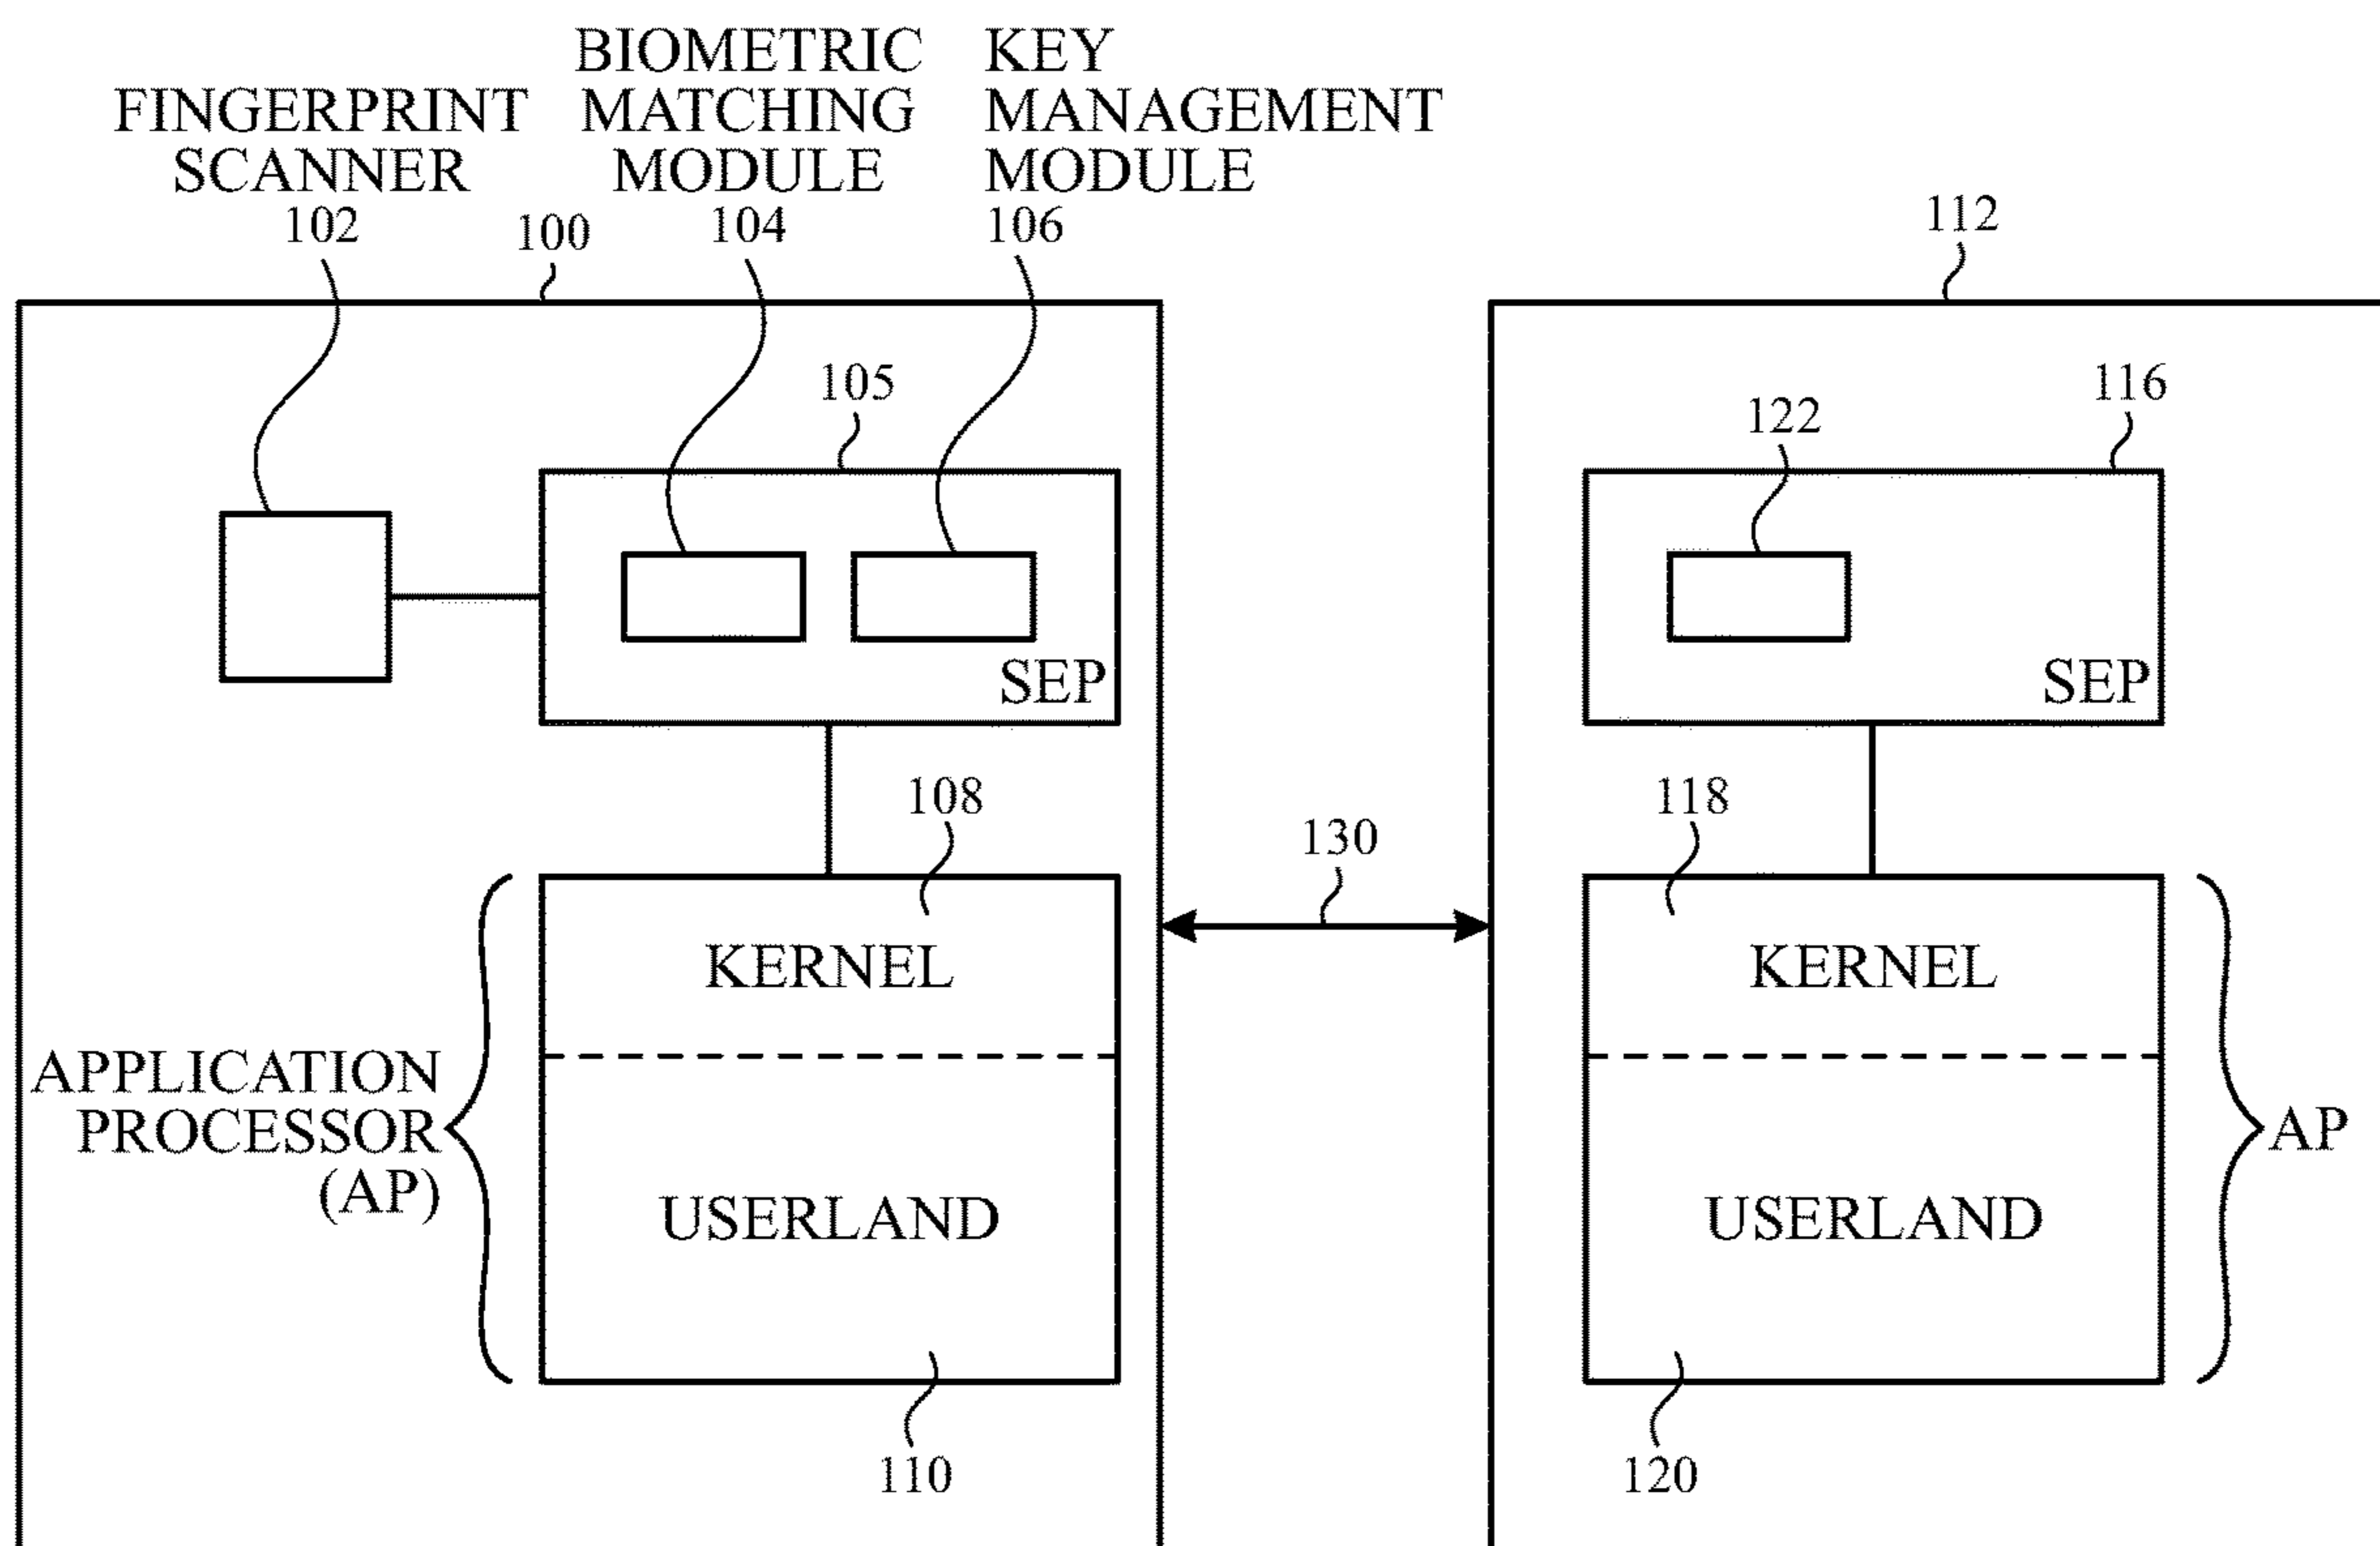 FINGERPRINT
SCANNER
102
100
BIOMETRIC
MATCHING
MODULE
104
KEY
MANAGEMENT
MODULE
106
112
105
SEP
122
116
SEP
108
KERNEL
APPLICATION
PROCESSOR
(AP)
USERLAND
110
130
118
KERNEL
USERLAND
AP
120